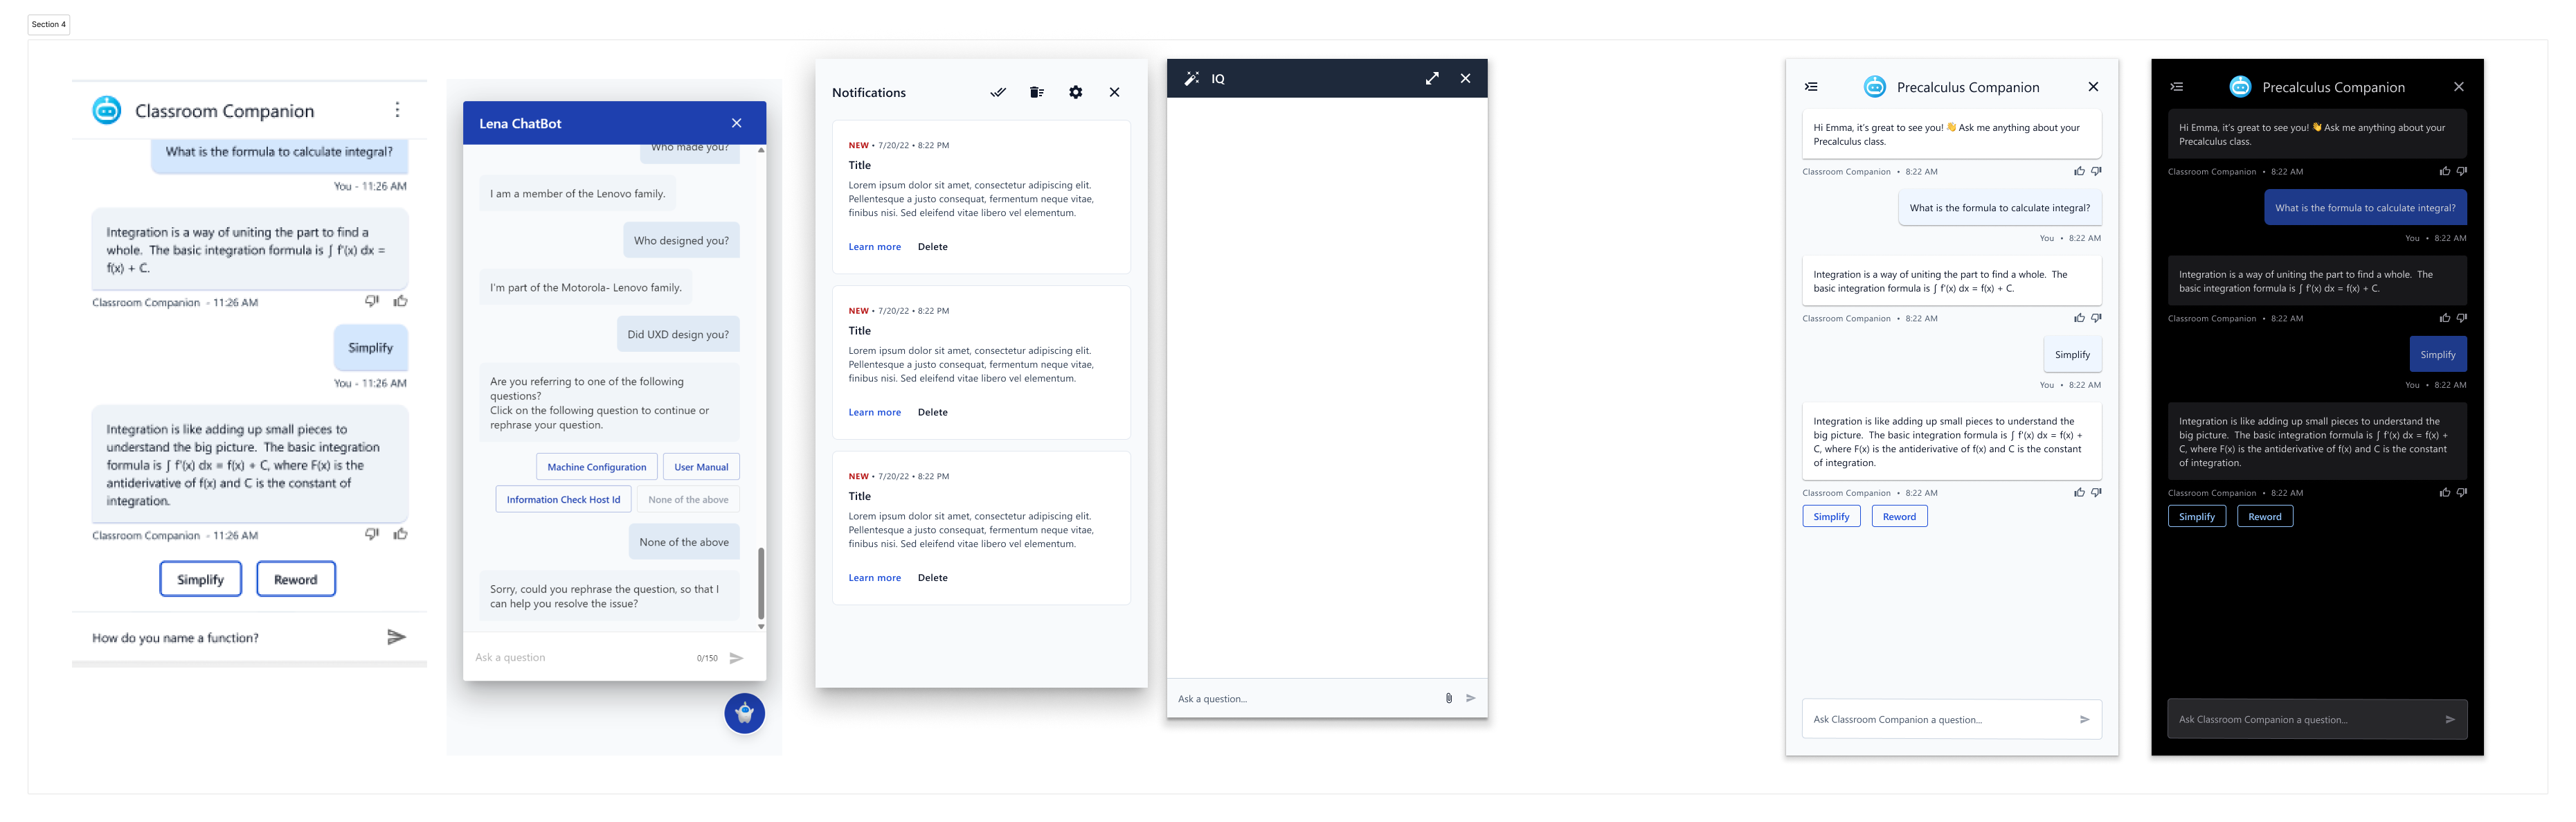 Section 4
Classroom Companion
What is the formula to calculate integral?
You - 11:26 AM
Integration is a way of uniting the part to find a
whole.  The basic integration formula is ∫ f'(x) dx =
f(x) + C.
Classroom Companion  - 11:26 AM
Simplify
You - 11:26 AM
Integration is like adding up small pieces to
understand the big picture.  The basic integration
formula is ∫ f'(x) dx = f(x) + C, where F(x) is the
antiderivative of f(x) and C is the constant of
integration.
Classroom Companion  - 11:26 AM
Simplify
Reword
How do you name a function?
Lena ChatBot
Who made you?
I am a member of the Lenovo family.
Who designed you?
I'm part of the Motorola- Lenovo family.
Did UXD design you?
Are you referring to one of the following
questions?
Click on the following question to continue or
rephrase your question.
Machine Configuration
User Manual
Information Check Host Id
None of the above
None of the above
Sorry, could you rephrase the question, so that I
can help you resolve the issue?
Ask a question
0/150
Notifications
NEW • 7/20/22 • 8:22 PM
Title
Lorem ipsum dolor sit amet, consectetur adipiscing elit.
Pellentesque a justo consequat, fermentum neque vitae,
finibus nisi. Sed eleifend vitae libero vel elementum.
Learn more
Delete
NEW • 7/20/22 • 8:22 PM
Title
Lorem ipsum dolor sit amet, consectetur adipiscing elit.
Pellentesque a justo consequat, fermentum neque vitae,
finibus nisi. Sed eleifend vitae libero vel elementum.
Learn more
Delete
NEW • 7/20/22 • 8:22 PM
Title
Lorem ipsum dolor sit amet, consectetur adipiscing elit.
Pellentesque a justo consequat, fermentum neque vitae,
finibus nisi. Sed eleifend vitae libero vel elementum.
Learn more
Delete
IQ
Ask a question...
Precalculus Companion
Hi Emma, it's great to see you! 👋 Ask me anything about your
Precalculus class.
Classroom Companion • 8:22 AM
What is the formula to calculate integral?
You • 8:22 AM
Integration is a way of uniting the part to find a whole.  The
basic integration formula is ∫ f'(x) dx = f(x) + C.
Classroom Companion • 8:22 AM
Simplify
You • 8:22 AM
Integration is like adding up small pieces to understand the
big picture.  The basic integration formula is ∫ f'(x) dx = f(x) +
C, where F(x) is the antiderivative of f(x) and C is the constant
of integration.
Classroom Companion • 8:22 AM
Simplify
Reword
Ask Classroom Companion a question...
Precalculus Companion
Hi Emma, it's great to see you! 👋 Ask me anything about your
Precalculus class.
Classroom Companion • 8:22 AM
What is the formula to calculate integral?
You • 8:22 AM
Integration is a way of uniting the part to find a whole.  The
basic integration formula is ∫ f'(x) dx = f(x) + C.
Classroom Companion • 8:22 AM
Simplify
You • 8:22 AM
Integration is like adding up small pieces to understand the
big picture.  The basic integration formula is ∫ f'(x) dx = f(x) +
C, where F(x) is the antiderivative of f(x) and C is the constant
of integration.
Classroom Companion • 8:22 AM
Simplify
Reword
Ask Classroom Companion a question...